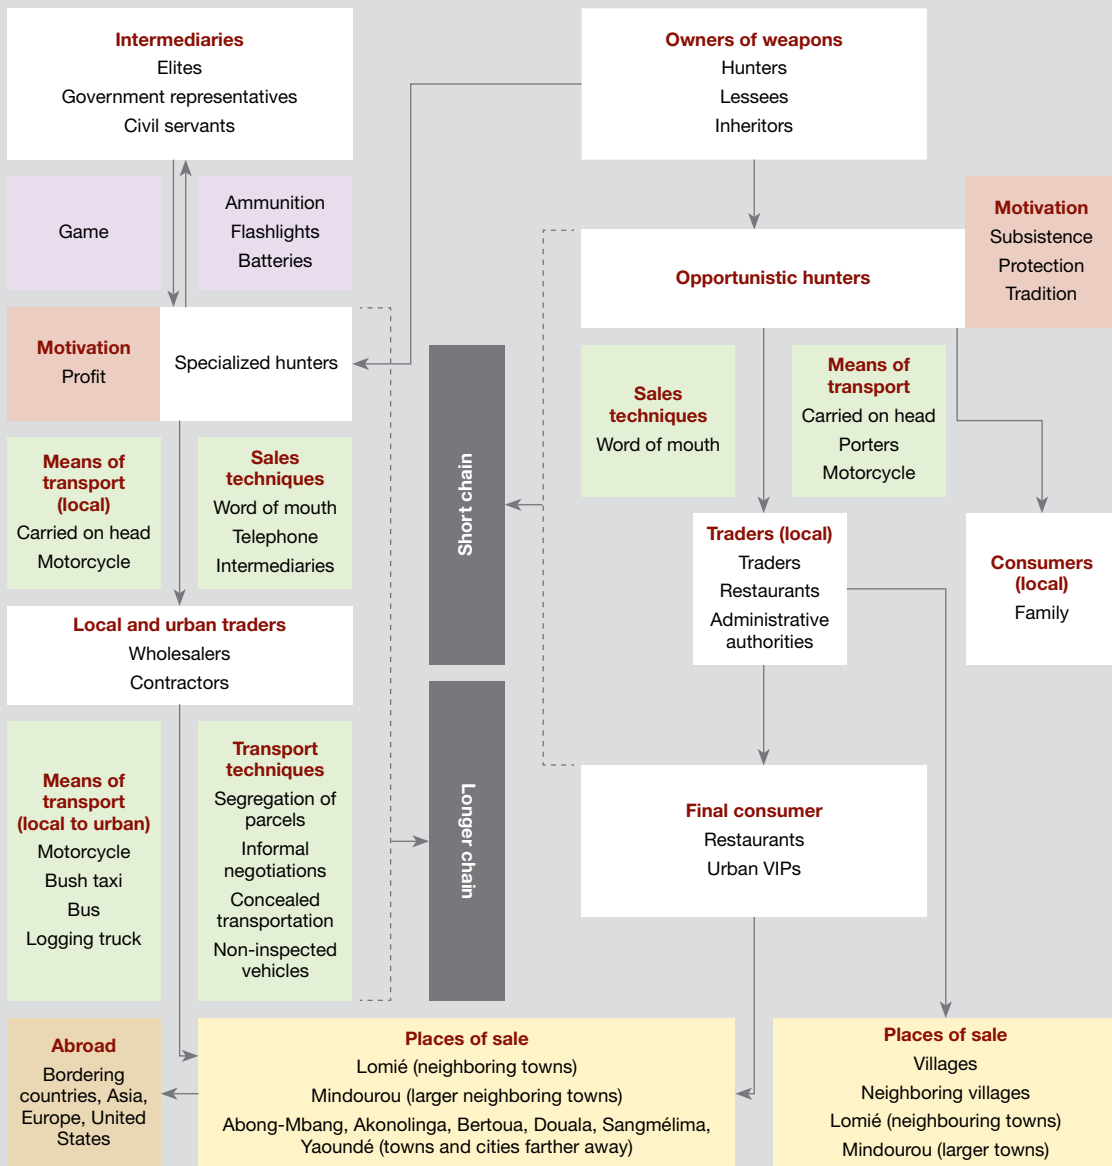 Intermediaries
Elites
Government representatives
Civil servants
Owners of weapons
Hunters
Lessees
Inheritors
Game
Ammunition
Flashlights
Batteries
Motivation
Subsistence
Protection
Tradition
Opportunistic hunters
Motivation
Profit
Specialized hunters
Short chain
Sales
techniques
Word of mouth
Means of
transport
Carried on head
Porters
Motorcycle
Means of
transport
(local)
Carried on head
Motorcycle
Sales
techniques
Word of mouth
Telephone
Intermediaries
Traders (local)
Traders
Restaurants
Administrative
authorities
Consumers
(local)
Family
Local and urban traders
Wholesalers
Contractors
Longer chain
Means of
transport
(local to urban)
Motorcycle
Bush taxi
Bus
Logging truck
Transport
techniques
Segregation of
parcels
Informal
negotiations
Concealed
transportation
Non-inspected
vehicles
Final consumer
Restaurants
Urban VIPs
Abroad
Bordering
countries, Asia,
Europe, United
States
Places of sale
Lomié (neighboring towns)
Mindourou (larger neighboring towns)
Abong-Mbang, Akonolinga, Bertoua, Douala, Sangmélima,
Yaoundé (towns and cities farther away)
Places of sale
Villages
Neighboring villages
Lomié (neighbouring towns)
Mindourou (larger towns)